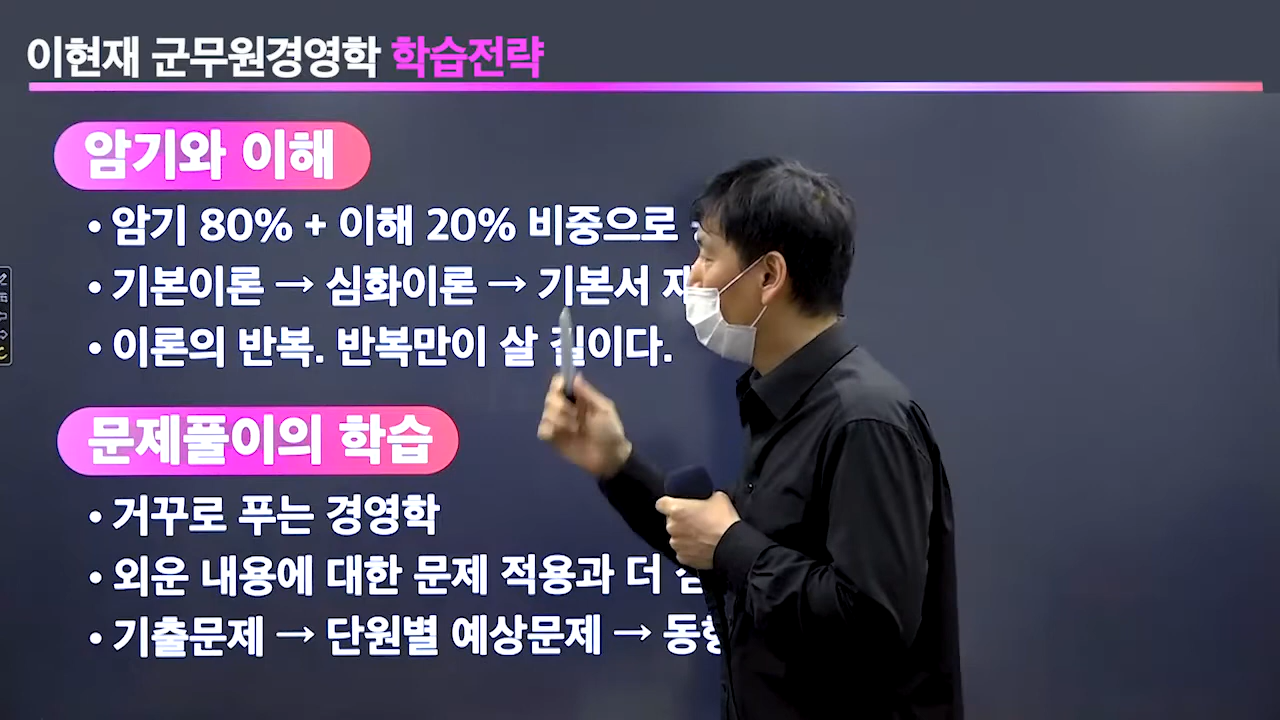 이현재 군무원경영학 학습전략
암기와 이해
• 암기 80% + 이해 20% 비중으로
• 기본이론 → 심화이론 → 기본서
• 이론의 반복. 반복만이 살 길이다.
문제풀이의 학습
• 거꾸로 푸는 경영학
• 외운 내용에 대한 문제 적용과 더
• 기출문제 → 단원별 예상문제 →